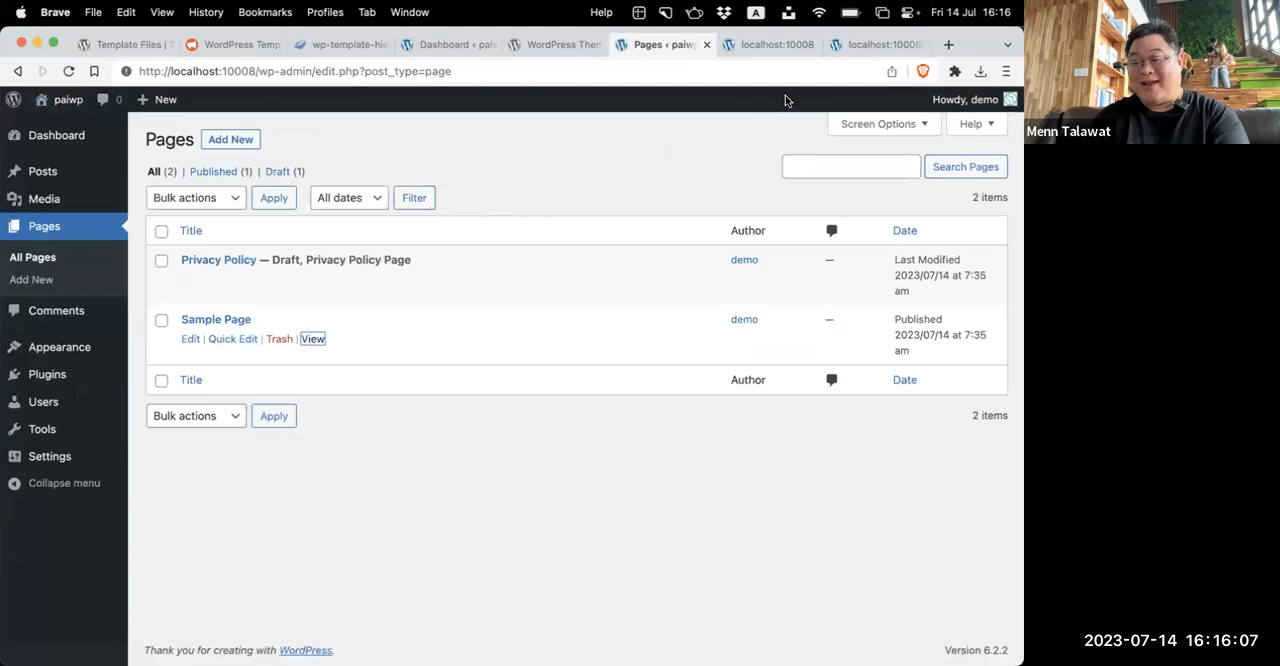 Brave File Edit View History Bookmarks Profiles Tab Window Help A Fri 14 Jul 16:16
Template Files | T WordPress Temp wp-template-hie Dashboard ‹ pai WordPress Them Pages ‹ paiwp localhost:10008 localhost:10008
http://localhost:10008/wp-admin/edit.php?post_type=page
paiwp 0 New Howdy, demo
Menn Talawat
Screen Options Help
Pages Add New
Dashboard
Posts
Media
Pages
All Pages
Add New
Comments
Appearance
Plugins
Users
Tools
Settings
Collapse menu
All (2) | Published (1) | Draft (1)
Search Pages
Bulk actions Apply All dates Filter 2 items
Title Author Date
Privacy Policy — Draft, Privacy Policy Page demo — Last Modified
2023/07/14 at 7:35
am
Sample Page demo — Published
2023/07/14 at 7:35
am
Edit | Quick Edit | Trash | View
Title Author Date
Bulk actions Apply 2 items
Thank you for creating with WordPress. Version 6.2.2
2023-07-14 16:16:07